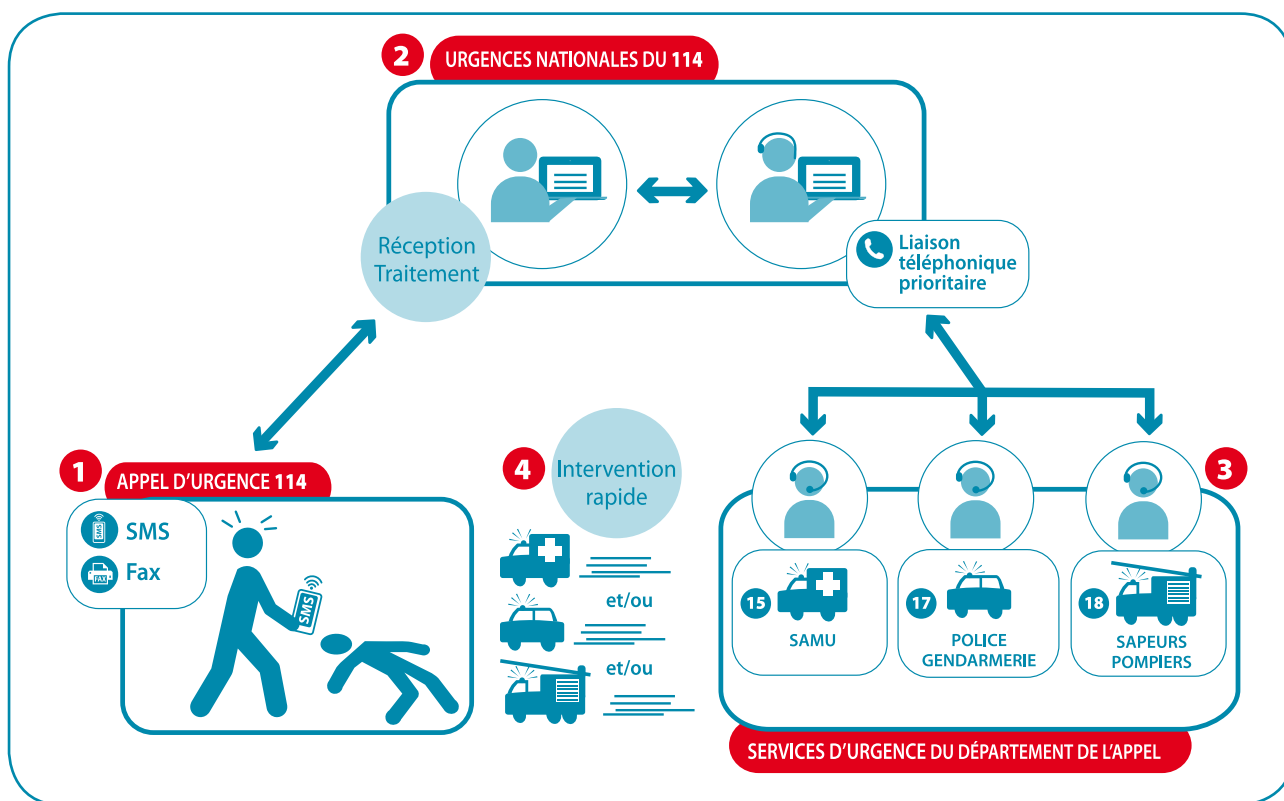 2
URGENCES NATIONALES DU 114
Réception
Traitement
Liaison
téléphonique
prioritaire
1
APPEL D'URGENCE 114
SMS
SMS
FAX
Fax
SMS
4
Intervention
rapide
et/ou
et/ou
3
15
SAMU
17
POLICE
GENDARMERIE
18
SAPEURS
POMPIERS
SERVICES D'URGENCE DU DÉPARTEMENT DE L'APPEL